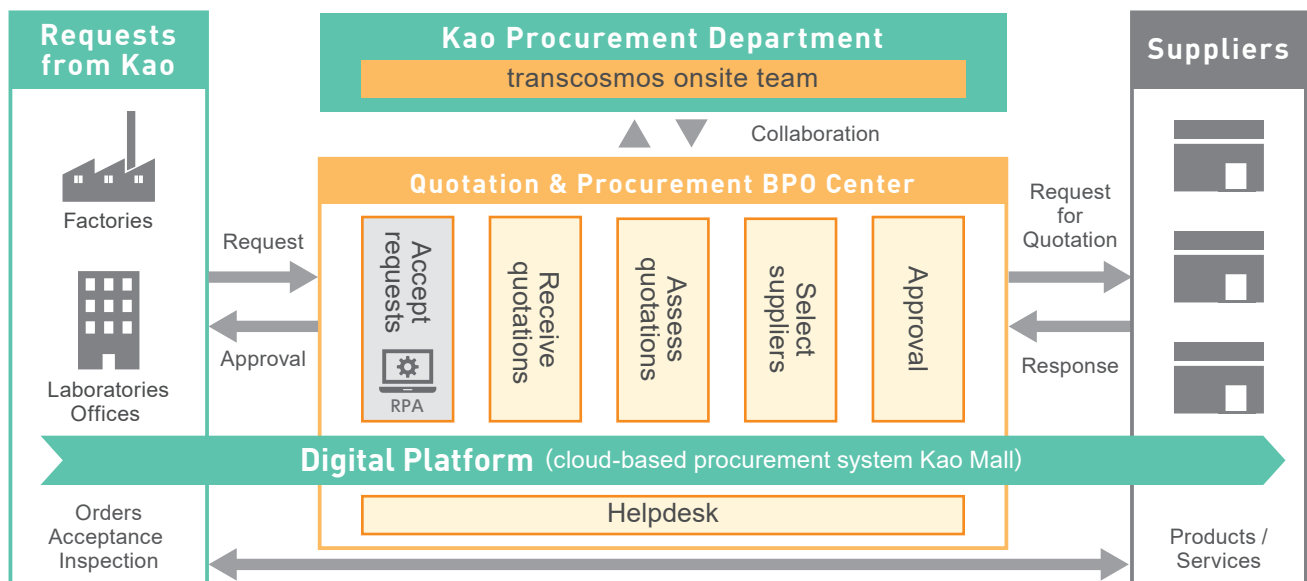 Requests
from Kao
Kao Procurement Department
transcosmos onsite team
Suppliers
Collaboration
Factories
Laboratories
Offices
Request
Approval
Quotation & Procurement BPO Center
Accept
requests
RPA
Receive
quotations
Assess
quotations
Select
suppliers
Approval
Request
for
Quotation
Response
Digital Platform (cloud-based procurement system Kao Mall)
Helpdesk
Orders
Acceptance
Inspection
Products /
Services